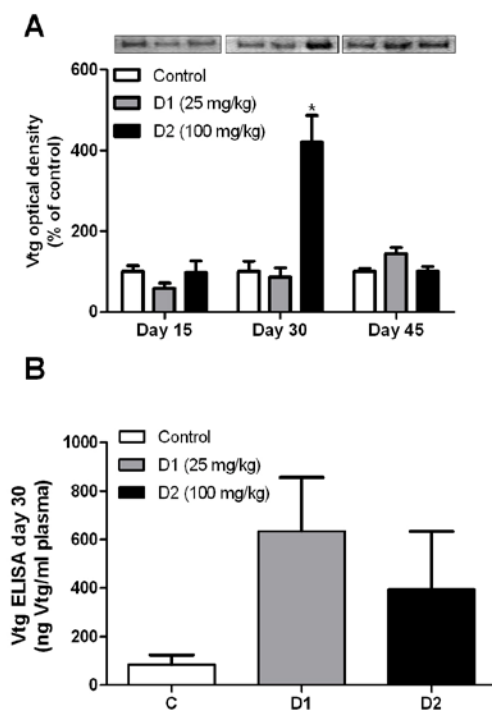 A
600
400
200
0
Vtg optical density
(% of control)
Control
D1 (25 mg/kg)
D2 (100 mg/kg)
*
Day 15 Day 30 Day 45
B
1000
800
600
400
200
0
Vtg ELISA day 30
(ng Vtg/ml plasma)
Control
D1 (25 mg/kg)
D2 (100 mg/kg)
C D1 D2